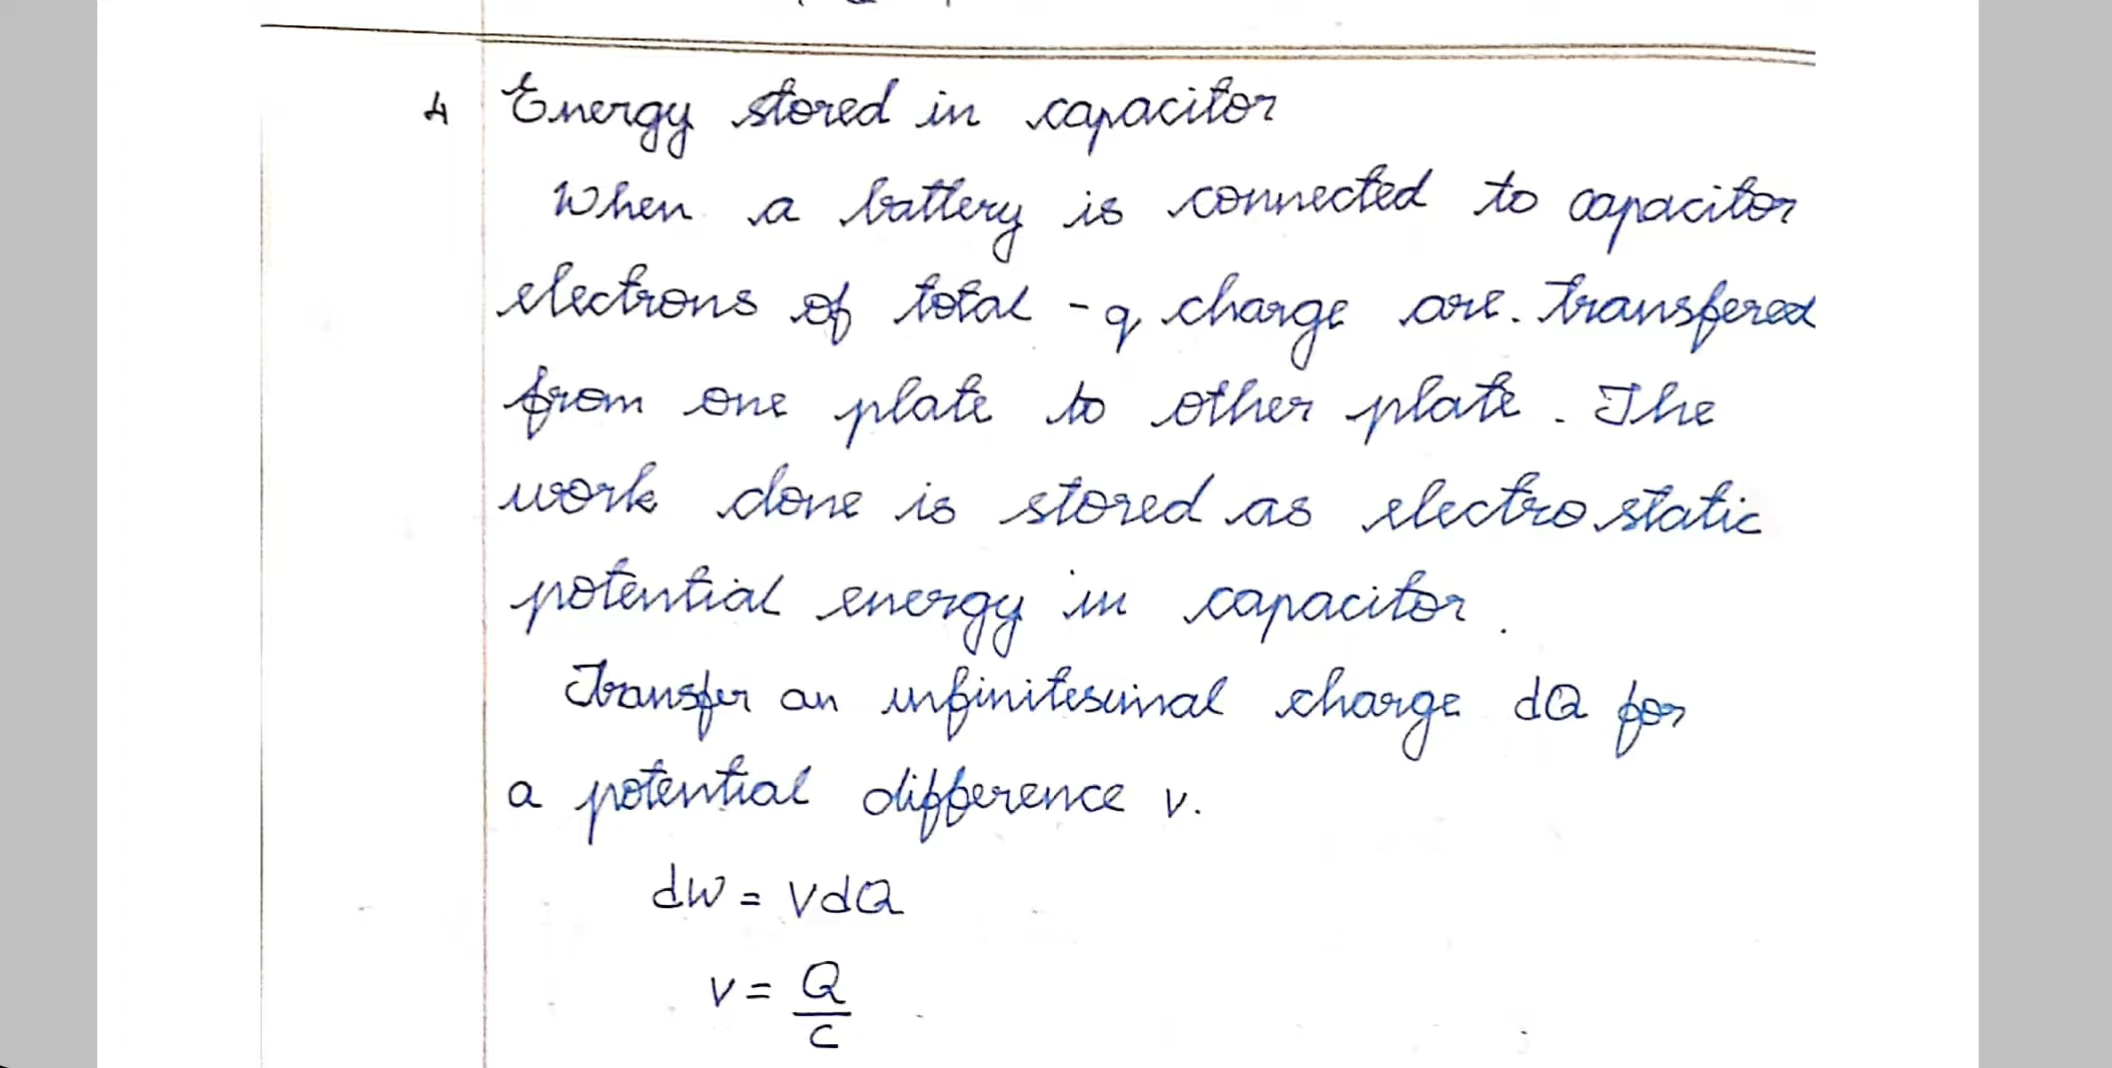 4 Energy stored in capacitor
When a battery is connected to capacitor
electrons of total -q charge are. transfered
from one plate to other plate. The
work done is stored as electro static
potential energy in capacitor.
Transfer an infinitesimal charge dQ for
a potential difference v.
dW = VdQ
V = Q
C